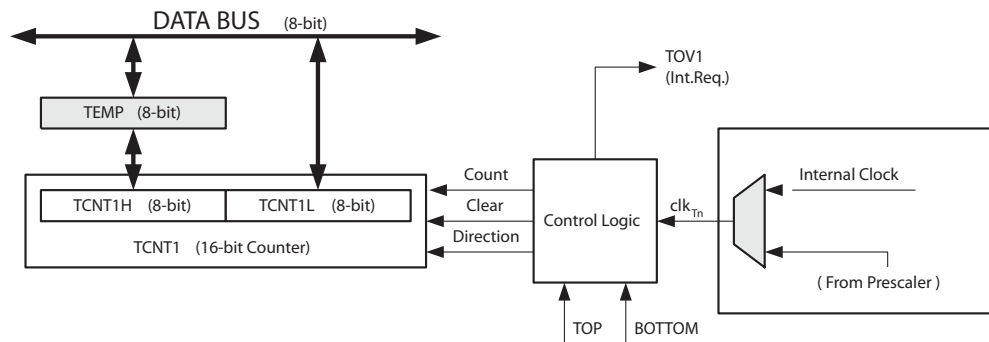 DATA BUS (8-bit)
TOV1
(Int.Req.)
TEMP (8-bit)
Count
Internal Clock
TCNT1H (8-bit) TCNT1L (8-bit)
Clear
Control Logic
clkTn
TCNT1 (16-bit Counter)
Direction
( From Prescaler )
TOP
BOTTOM